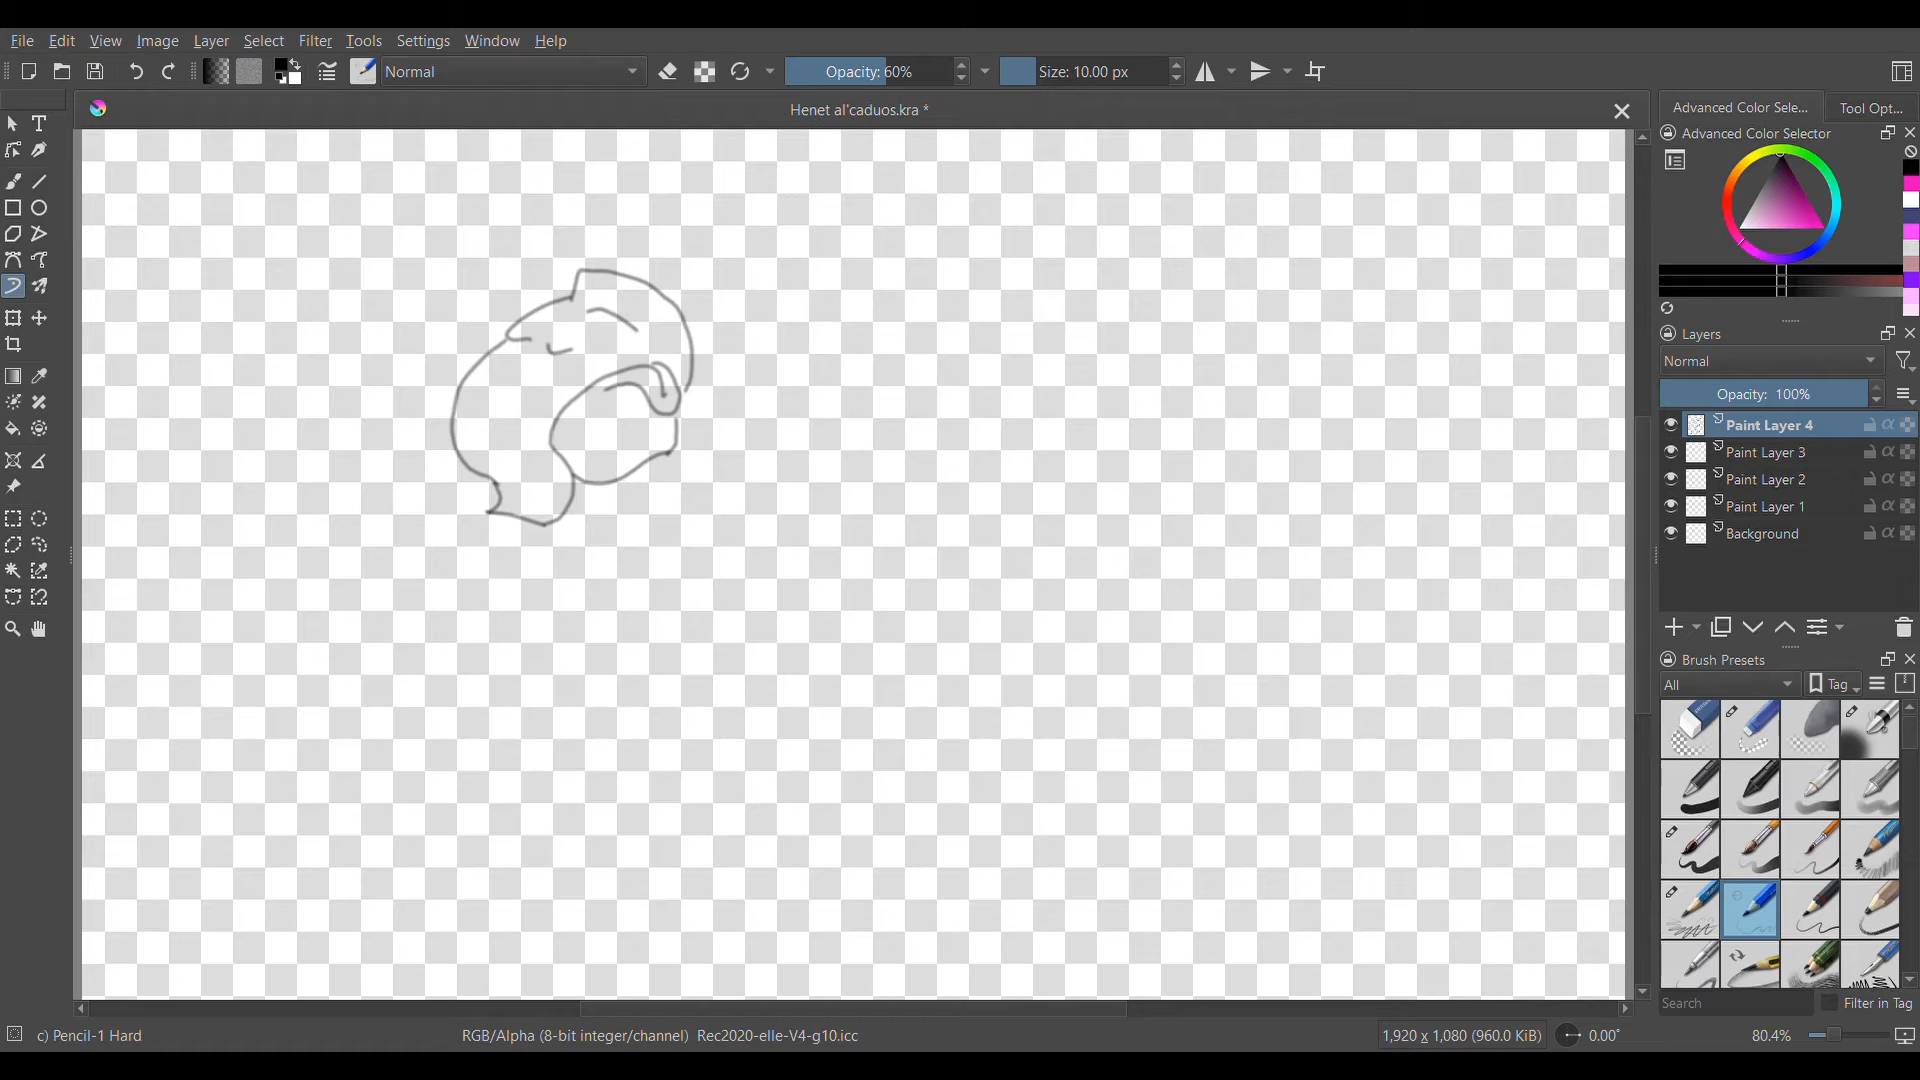 File Edit View Image Layer Select Filter Tools Settings Window Help
Normal
Opacity: 60%
Size: 10.00 px
Henet al'caduos.kra *
Advanced Color Sele...
Tool Opt...
Advanced Color Selector
Layers
Normal
Opacity: 100%
Paint Layer 4
Paint Layer 3
Paint Layer 2
Paint Layer 1
Background
Brush Presets
All
Tag
Search
Filter in Tag
c) Pencil-1 Hard
RGB/Alpha (8-bit integer/channel) Rec2020-elle-V4-g10.icc
1,920 x 1,080 (960.0 KiB)
0.00°
80.4%